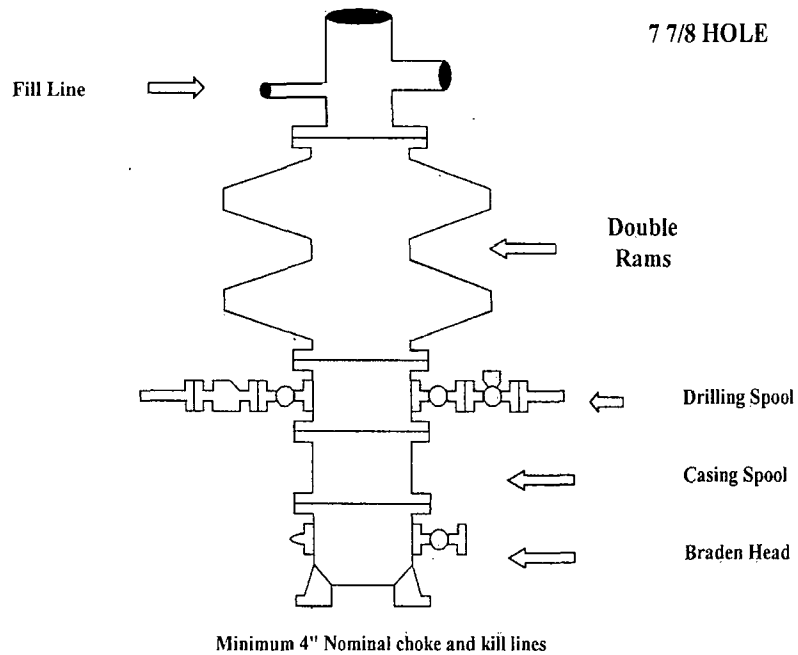 7 7/8 HOLE
Fill Line
Double
Rams
Drilling Spool
Casing Spool
Braden Head
Minimum 4" Nominal choke and kill lines